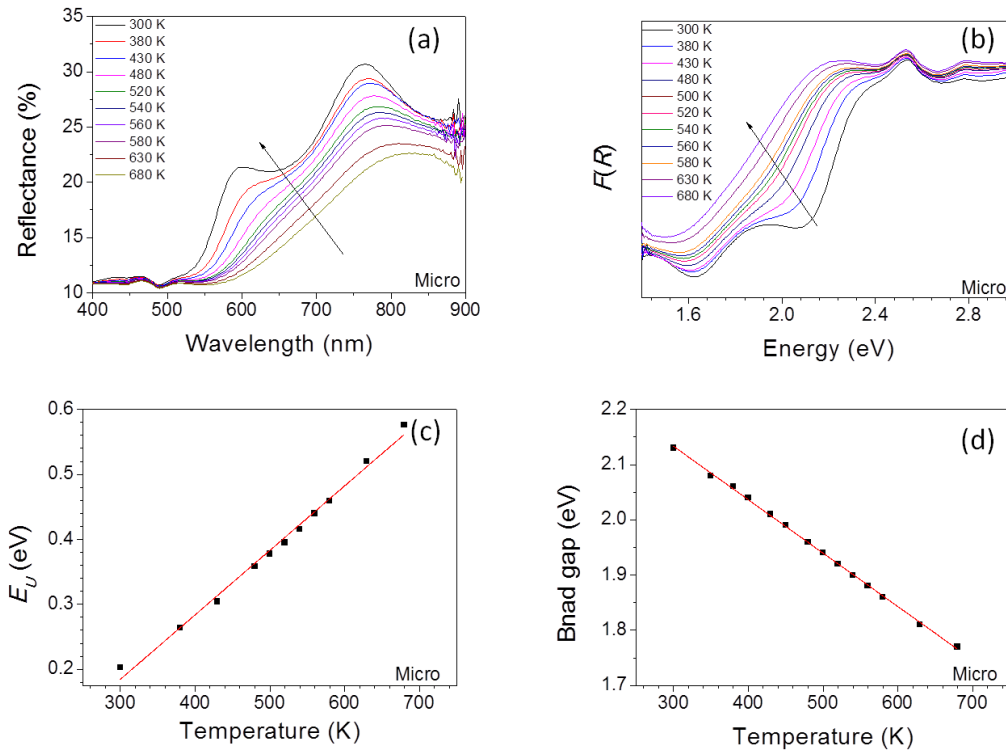 (a)
35
30
25
20
15
10
Reflectance (%)
300 K
380 K
430 K
480 K
520 K
540 K
560 K
580 K
630 K
680 K
Micro
400 500 600 700 800 900
Wavelength (nm)
(b)
F(R)
300 K
380 K
430 K
480 K
500 K
520 K
540 K
560 K
580 K
630 K
680 K
Micro
1.6 2.0 2.4 2.8
Energy (eV)
(c)
0.6
0.5
0.4
0.3
0.2
E_U (eV)
Micro
300 400 500 600 700
Temperature (K)
(d)
2.2
2.1
2.0
1.9
1.8
1.7
Bnad gap (eV)
Micro
300 400 500 600 700
Temperature (K)